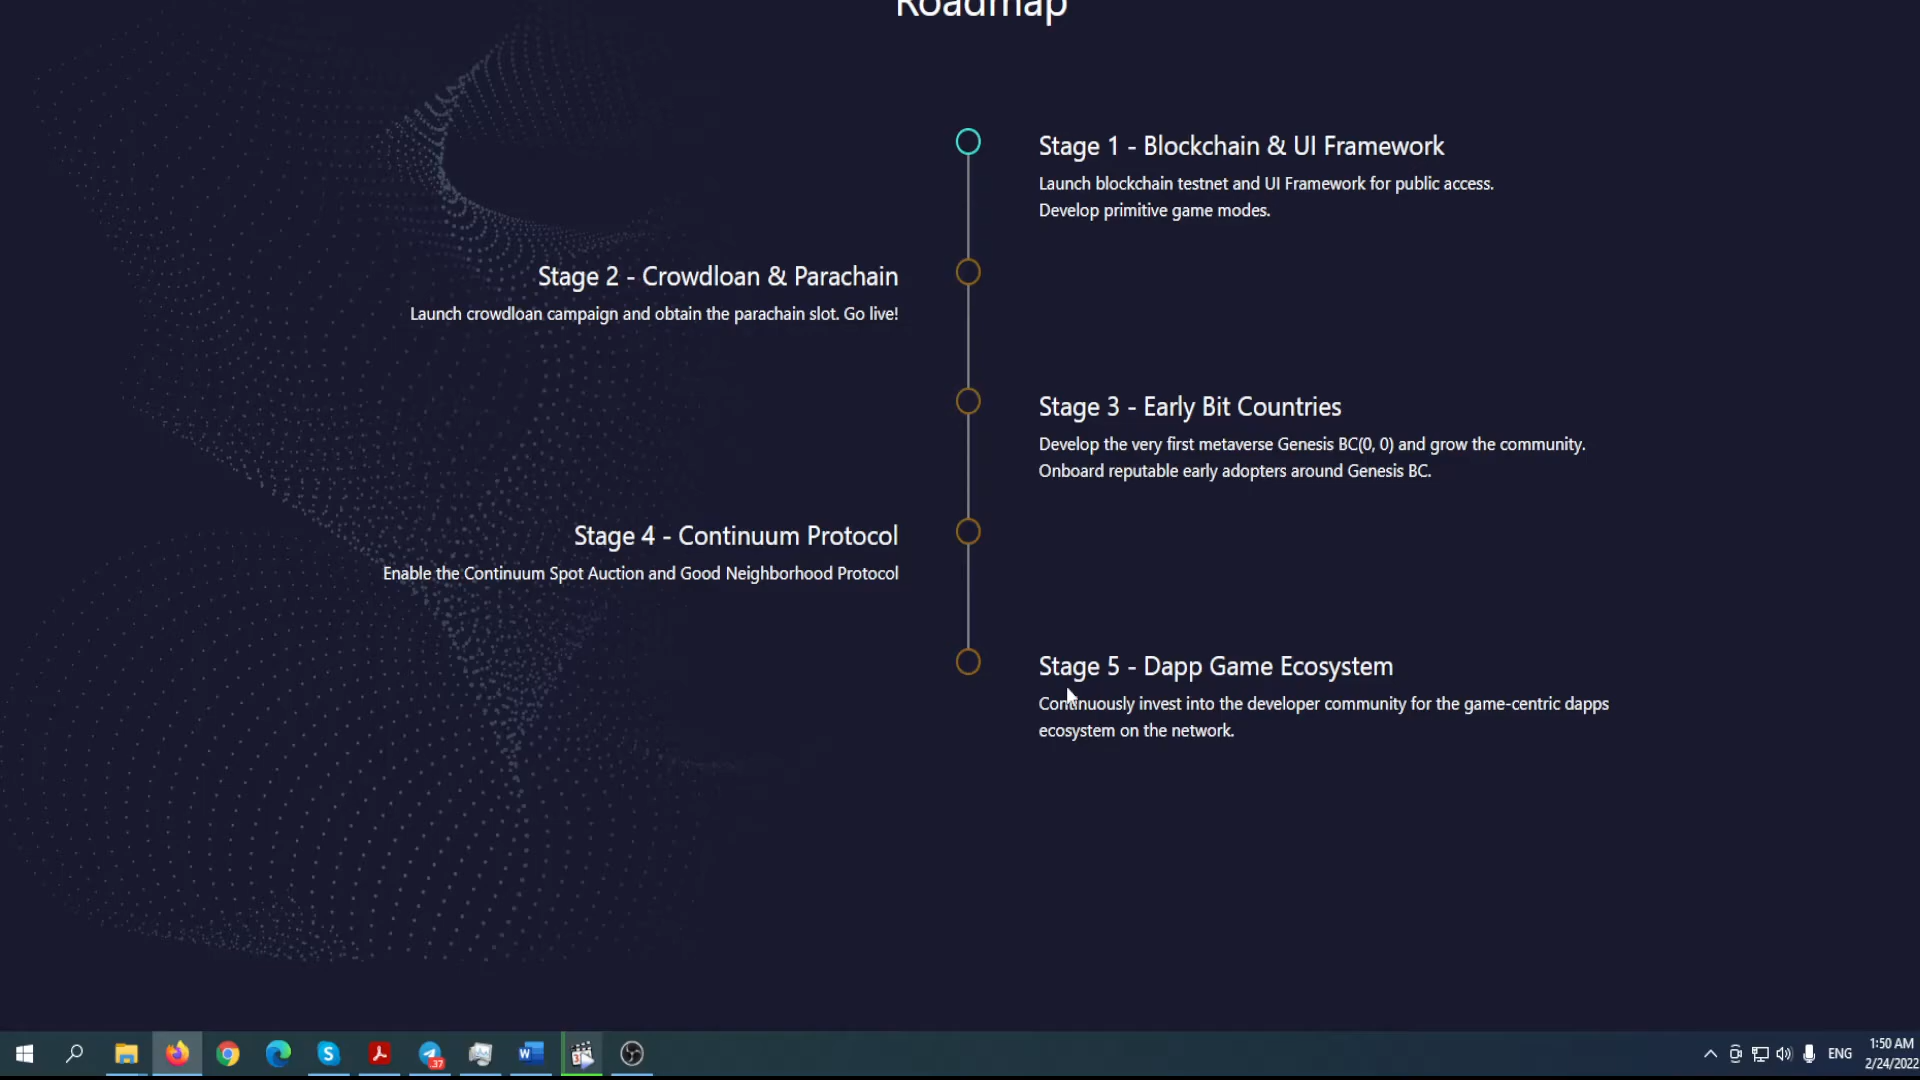 Roadmap
Stage 1 - Blockchain & UI Framework
Launch blockchain testnet and UI Framework for public access.
Develop primitive game modes.
Stage 2 - Crowdloan & Parachain
Launch crowdloan campaign and obtain the parachain slot. Go live!
Stage 3 - Early Bit Countries
Develop the very first metaverse Genesis BC(0, 0) and grow the community.
Onboard reputable early adopters around Genesis BC.
Stage 4 - Continuum Protocol
Enable the Continuum Spot Auction and Good Neighborhood Protocol
Stage 5 - Dapp Game Ecosystem
Continuously invest into the developer community for the game-centric dapps
ecosystem on the network.
37
ENG
1:50 AM
2/24/2022